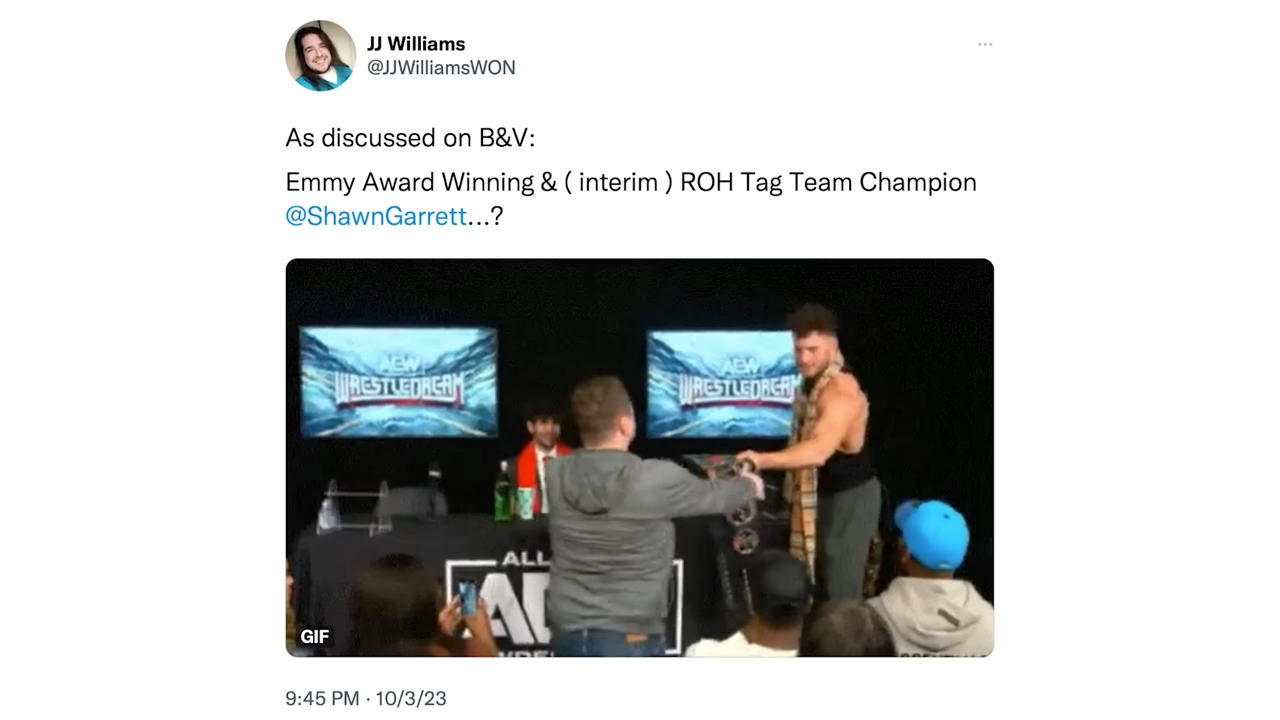 JJ Williams
@JJWilliamsWON
As discussed on B&V:
Emmy Award Winning & ( interim ) ROH Tag Team Champion
@ShawnGarrett...?
AEW
WRESTLEDREAM
AEW
WRESTLEDREAM
ALL
GIF
9:45 PM · 10/3/23